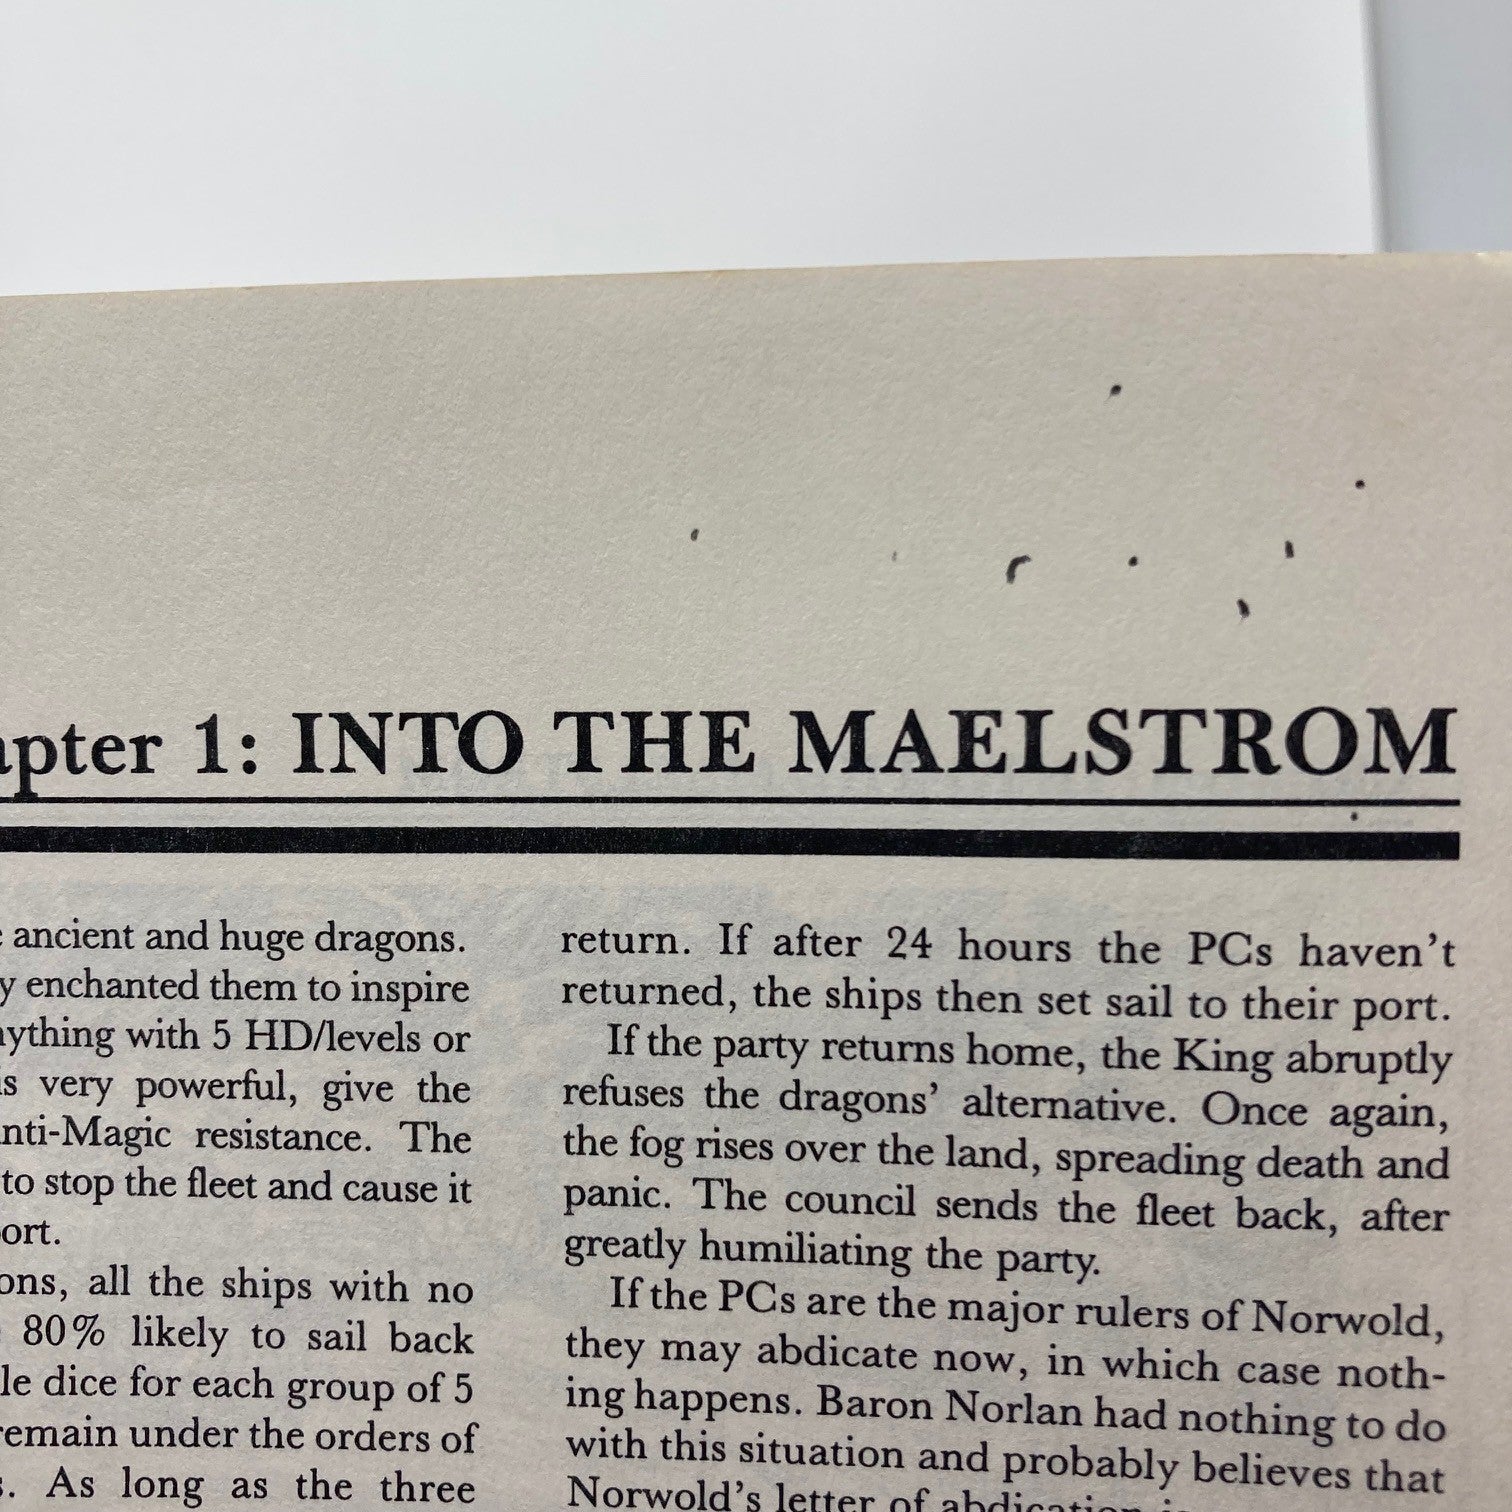 Chapter 1: INTO THE MAELSTROM
ancient and huge dragons.
enchanted them to inspire
with 5 HD/levels or
very powerful, give the
resistance. The
to stop the fleet and cause it
all the ships with no
80% likely to sail back
dice for each group of 5
remain under the orders of
As long as the three
return. If after 24 hours the PCs haven't
returned, the ships then set sail to their port.
If the party returns home, the King abruptly
refuses the dragons' alternative. Once again,
the fog rises over the land, spreading death and
panic. The council sends the fleet back, after
greatly humiliating the party.
If the PCs are the major rulers of Norwold,
they may abdicate now, in which case noth-
ing happens. Baron Norlan had nothing to do
with this situation and probably believes that
Norwold's letter of abdication